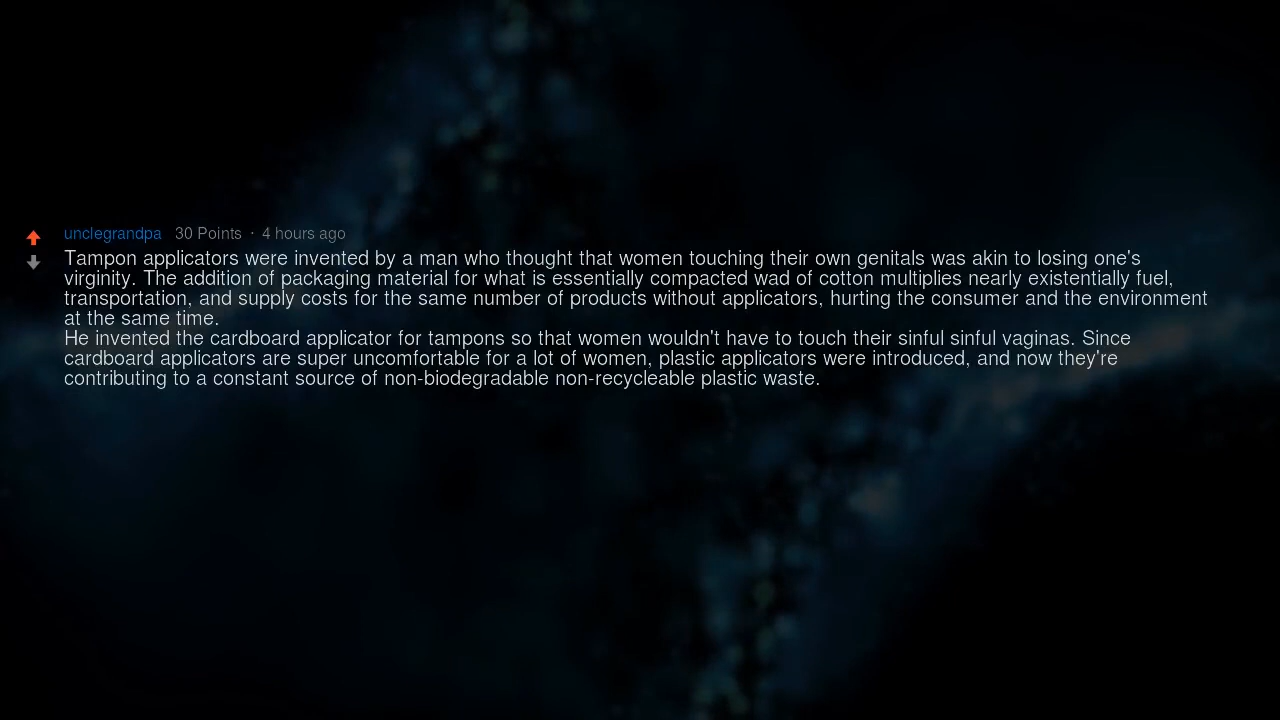 unclegrandpa 30 Points · 4 hours ago
Tampon applicators were invented by a man who thought that women touching their own genitals was akin to losing one's
virginity. The addition of packaging material for what is essentially compacted wad of cotton multiplies nearly existentially fuel,
transportation, and supply costs for the same number of products without applicators, hurting the consumer and the environment
at the same time.
He invented the cardboard applicator for tampons so that women wouldn't have to touch their sinful sinful vaginas. Since
cardboard applicators are super uncomfortable for a lot of women, plastic applicators were introduced, and now they're
contributing to a constant source of non-biodegradable non-recycleable plastic waste.